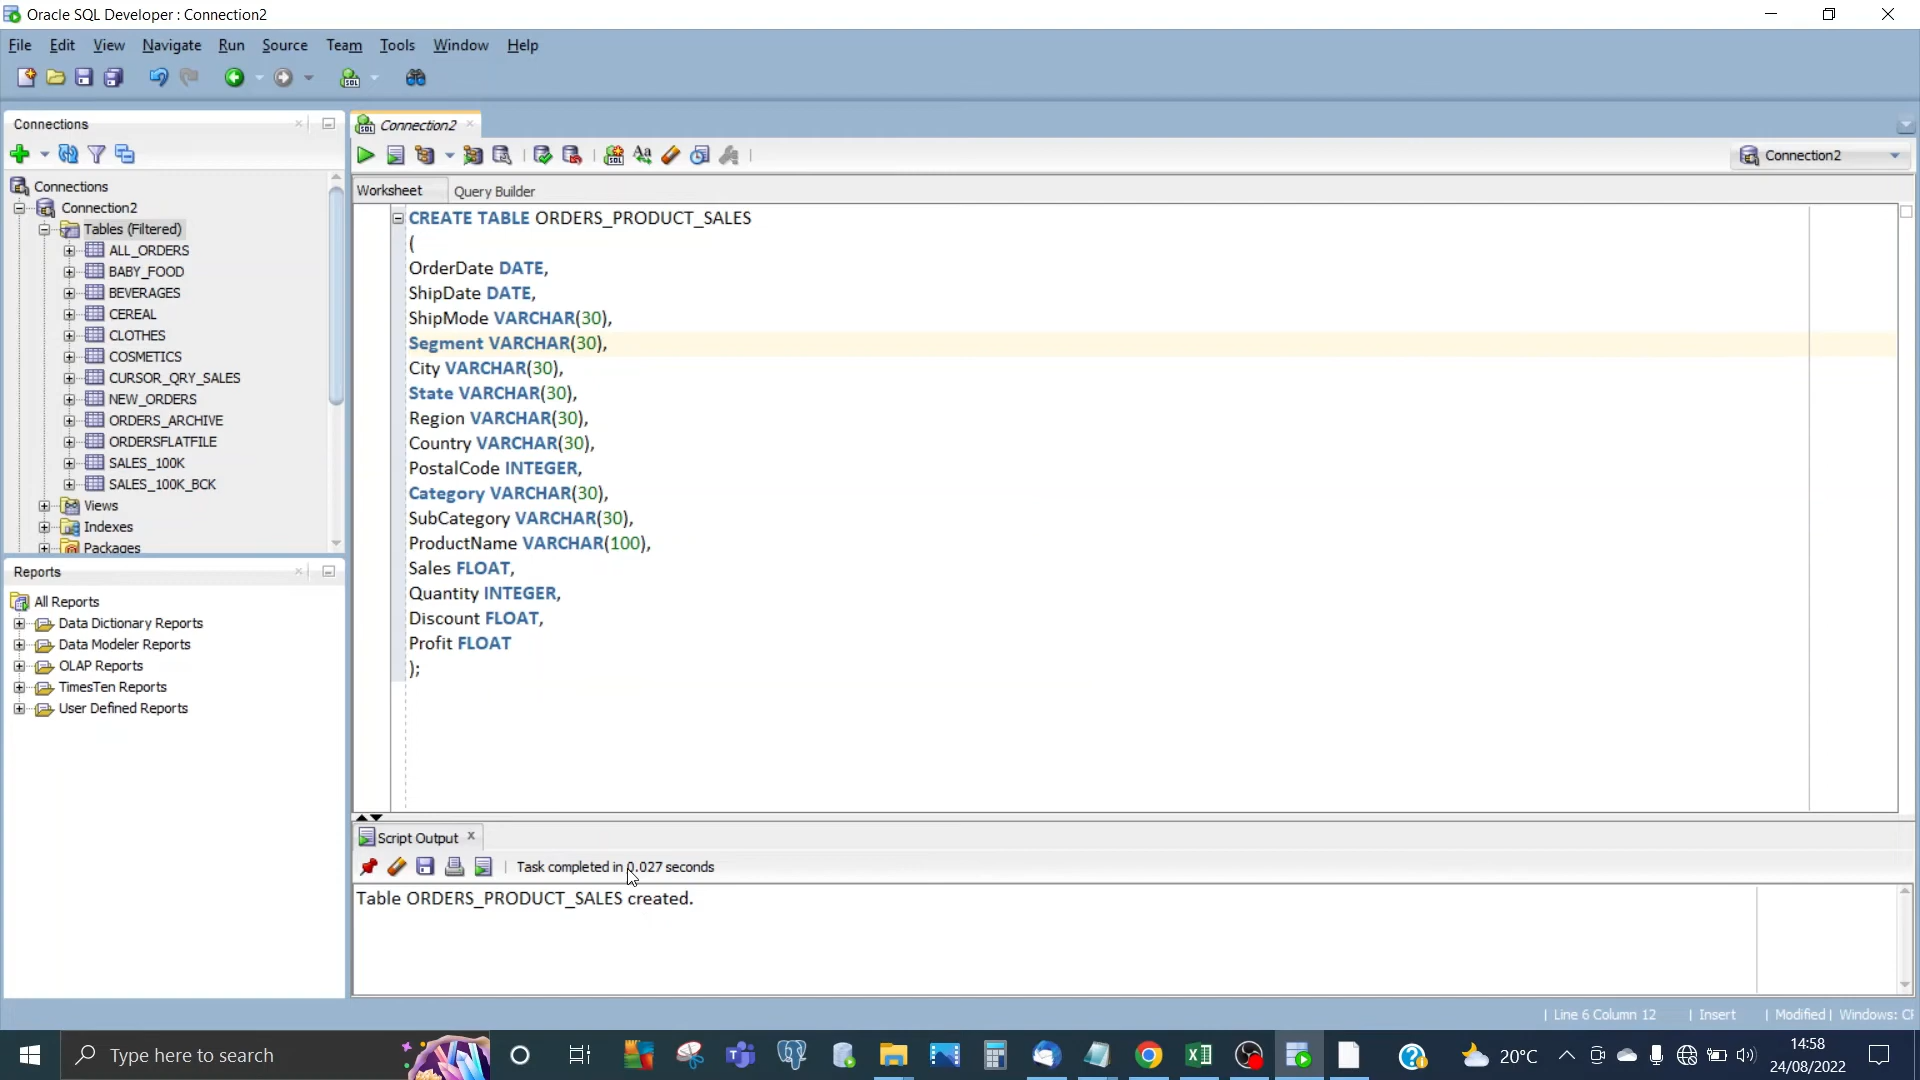 Oracle SQL Developer : Connection2
File Edit View Navigate Run Source Team Tools Window Help
Connections
Connections
Connection2
Tables (Filtered)
ALL_ORDERS
BABY_FOOD
BEVERAGES
CEREAL
CLOTHES
COSMETICS
CURSOR_QRY_SALES
NEW_ORDERS
ORDERS_ARCHIVE
ORDERSFLATFILE
SALES_100K
SALES_100K_BCK
Views
Indexes
Packages
Reports
All Reports
Data Dictionary Reports
Data Modeler Reports
OLAP Reports
TimesTen Reports
User Defined Reports
Connection2
Connection2
Worksheet Query Builder
CREATE TABLE ORDERS_PRODUCT_SALES
(
OrderDate DATE,
ShipDate DATE,
ShipMode VARCHAR(30),
Segment VARCHAR(30),
City VARCHAR(30),
State VARCHAR(30),
Region VARCHAR(30),
Country VARCHAR(30),
PostalCode INTEGER,
Category VARCHAR(30),
SubCategory VARCHAR(30),
ProductName VARCHAR(100),
Sales FLOAT,
Quantity INTEGER,
Discount FLOAT,
Profit FLOAT
);
Script Output
Task completed in 0.027 seconds
Table ORDERS_PRODUCT_SALES created.
| Line 6 Column 12 | Insert | Modified | Windows: C
Type here to search
20°C
14:58
24/08/2022